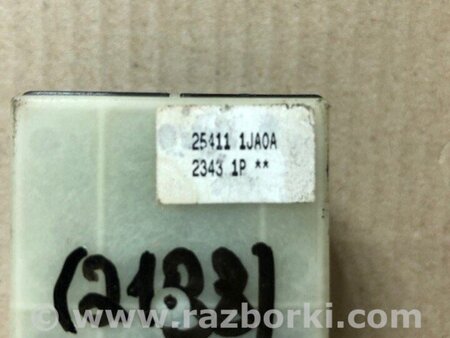 25411 1JA0A
2343 1P **
(2183)
www.razborki.com